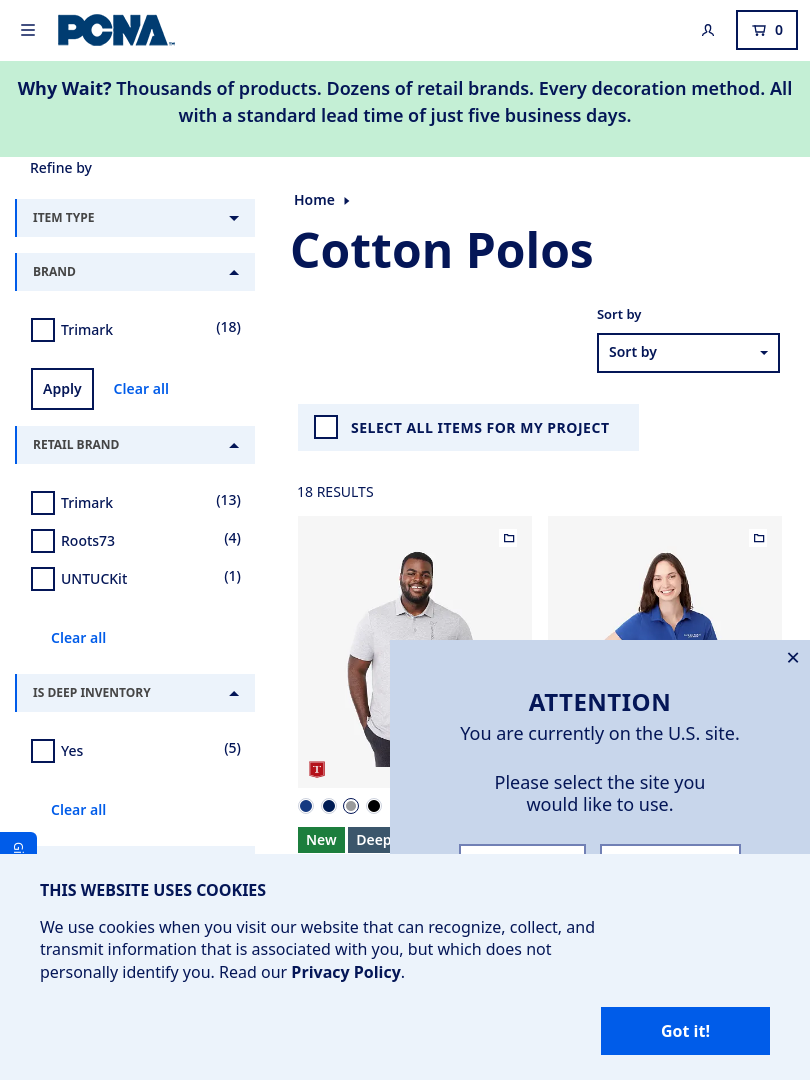 PCNA
0
Why Wait? Thousands of products. Dozens of retail brands. Every decoration method. All
with a standard lead time of just five business days.
Refine by
Home
Cotton Polos
ITEM TYPE
BRAND
Trimark (18)
Apply Clear all
RETAIL BRAND
Trimark (13)
Roots73 (4)
UNTUCKit (1)
Clear all
IS DEEP INVENTORY
Yes (5)
Clear all
Sort by
Sort by
SELECT ALL ITEMS FOR MY PROJECT
18 RESULTS
T
New Deep
ATTENTION
You are currently on the U.S. site.
Please select the site you
would like to use.
THIS WEBSITE USES COOKIES
We use cookies when you visit our website that can recognize, collect, and
transmit information that is associated with you, but which does not
personally identify you. Read our Privacy Policy.
Got it!